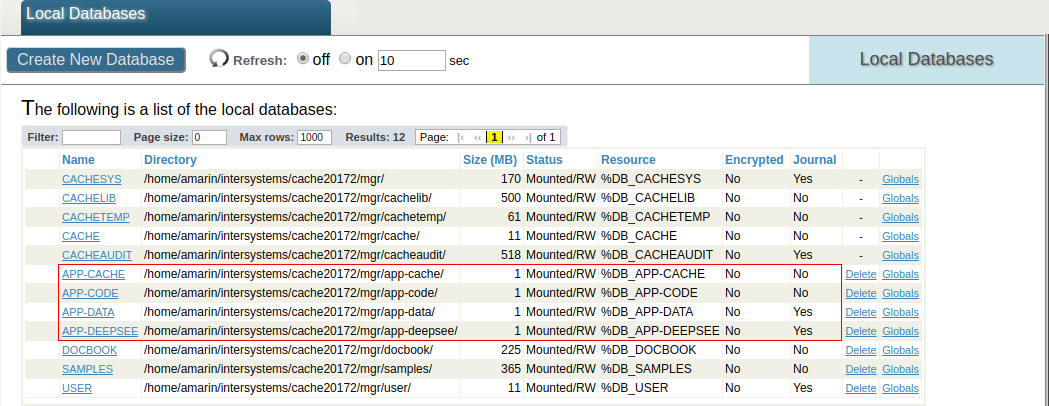 Local Databases
Create New Database Refresh: off on 10 sec Local Databases
The following is a list of the local databases:
Filter: Page size: 0 Max rows: 1000 Results: 12 Page: |‹ ‹‹ 1 ›› ›| of 1
Name Directory Size (MB) Status Resource Encrypted Journal
CACHESYS /home/amarin/intersystems/cache20172/mgr/ 170 Mounted/RW %DB_CACHESYS No Yes - Globals
CACHELIB /home/amarin/intersystems/cache20172/mgr/cachelib/ 500 Mounted/RW %DB_CACHELIB No No - Globals
CACHETEMP /home/amarin/intersystems/cache20172/mgr/cachetemp/ 61 Mounted/RW %DB_CACHETEMP No No - Globals
CACHE /home/amarin/intersystems/cache20172/mgr/cache/ 11 Mounted/RW %DB_CACHE No No - Globals
CACHEAUDIT /home/amarin/intersystems/cache20172/mgr/cacheaudit/ 518 Mounted/RW %DB_CACHEAUDIT No Yes - Globals
APP-CACHE /home/amarin/intersystems/cache20172/mgr/app-cache/ 1 Mounted/RW %DB_APP-CACHE No No Delete Globals
APP-CODE /home/amarin/intersystems/cache20172/mgr/app-code/ 1 Mounted/RW %DB_APP-CODE No No Delete Globals
APP-DATA /home/amarin/intersystems/cache20172/mgr/app-data/ 1 Mounted/RW %DB_APP-DATA No Yes Delete Globals
APP-DEEPSEE /home/amarin/intersystems/cache20172/mgr/app-deepsee/ 1 Mounted/RW %DB_APP-DEEPSEE No Yes Delete Globals
DOCBOOK /home/amarin/intersystems/cache20172/mgr/docbook/ 225 Mounted/RW %DB_DOCBOOK No No Delete Globals
SAMPLES /home/amarin/intersystems/cache20172/mgr/samples/ 365 Mounted/RW %DB_SAMPLES No No Delete Globals
USER /home/amarin/intersystems/cache20172/mgr/user/ 11 Mounted/RW %DB_USER No Yes Delete Globals